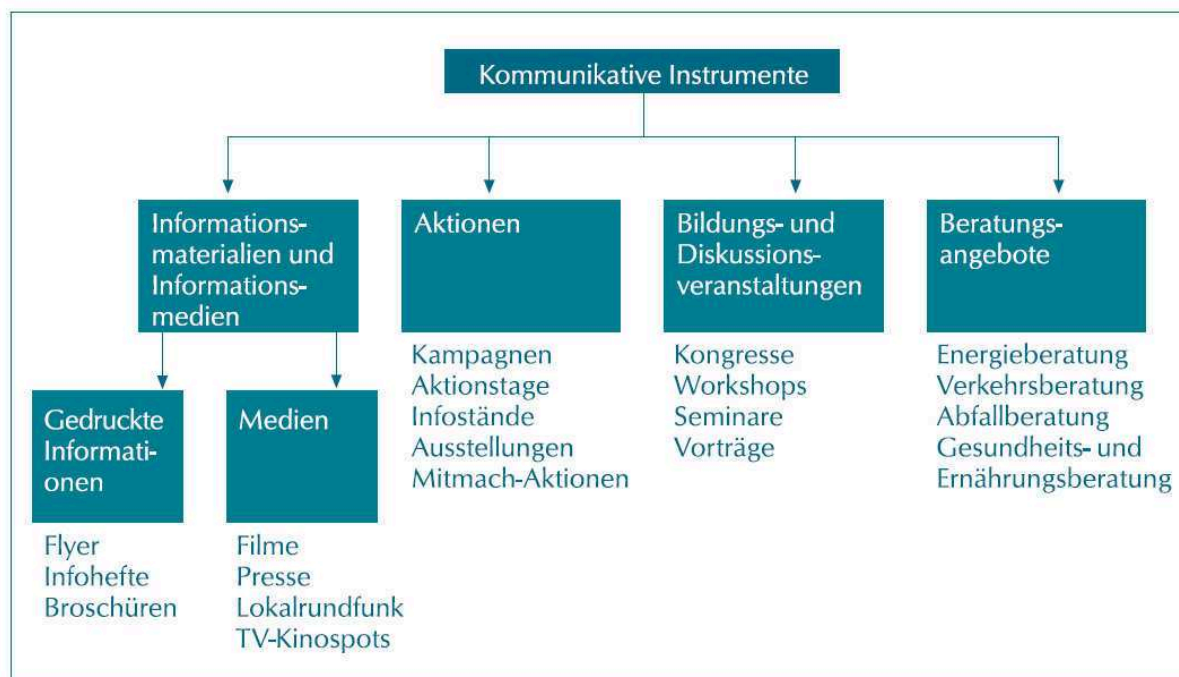 Kommunikative Instrumente
Informations-
materialien und
Informations-
medien
Gedruckte
Informati-
onen
Flyer
Infohefte
Broschüren
Medien
Filme
Presse
Lokalrundfunk
TV-Kinospots
Aktionen
Kampagnen
Aktionstage
Infostände
Ausstellungen
Mitmach-Aktionen
Bildungs- und
Diskussions-
veranstaltungen
Kongresse
Workshops
Seminare
Vorträge
Beratungs-
angebote
Energieberatung
Verkehrsberatung
Abfallberatung
Gesundheits- und
Ernährungsberatung